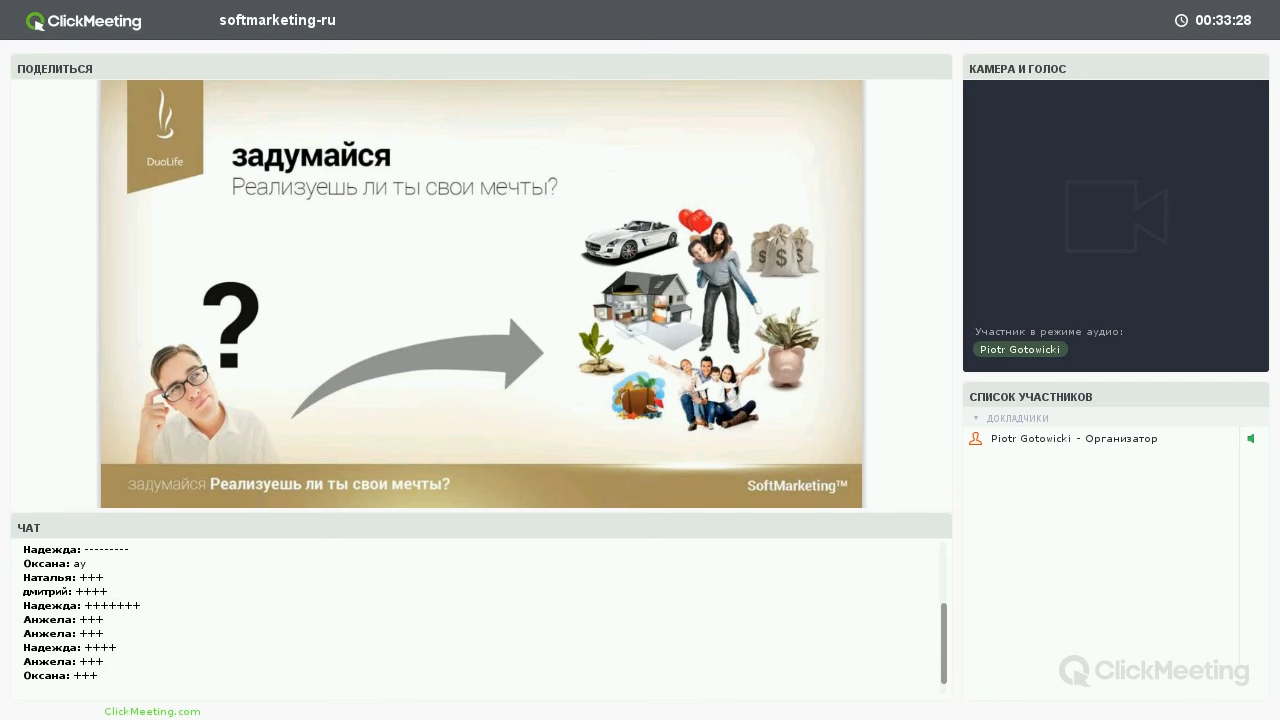 ClickMeeting
softmarketing-ru
00:33:28
ПОДЕЛИТЬСЯ
DuoLife
задумайся
Реализуешь ли ты свои мечты?
?
$ $ $
задумайся Реализуешь ли ты свои мечты?
SoftMarketing™
КАМЕРА И ГОЛОС
Участник в режиме аудио:
Piotr Gotowicki
СПИСОК УЧАСТНИКОВ
ДОКЛАДЧИКИ
Piotr Gotowicki - Организатор
ЧАТ
Надежда: ---------
Оксана: ау
Наталья: +++
дмитрий: ++++
Надежда: +++++++
Анжела: +++
Анжела: +++
Надежда: ++++
Анжела: +++
Оксана: +++
ClickMeeting
ClickMeeting.com